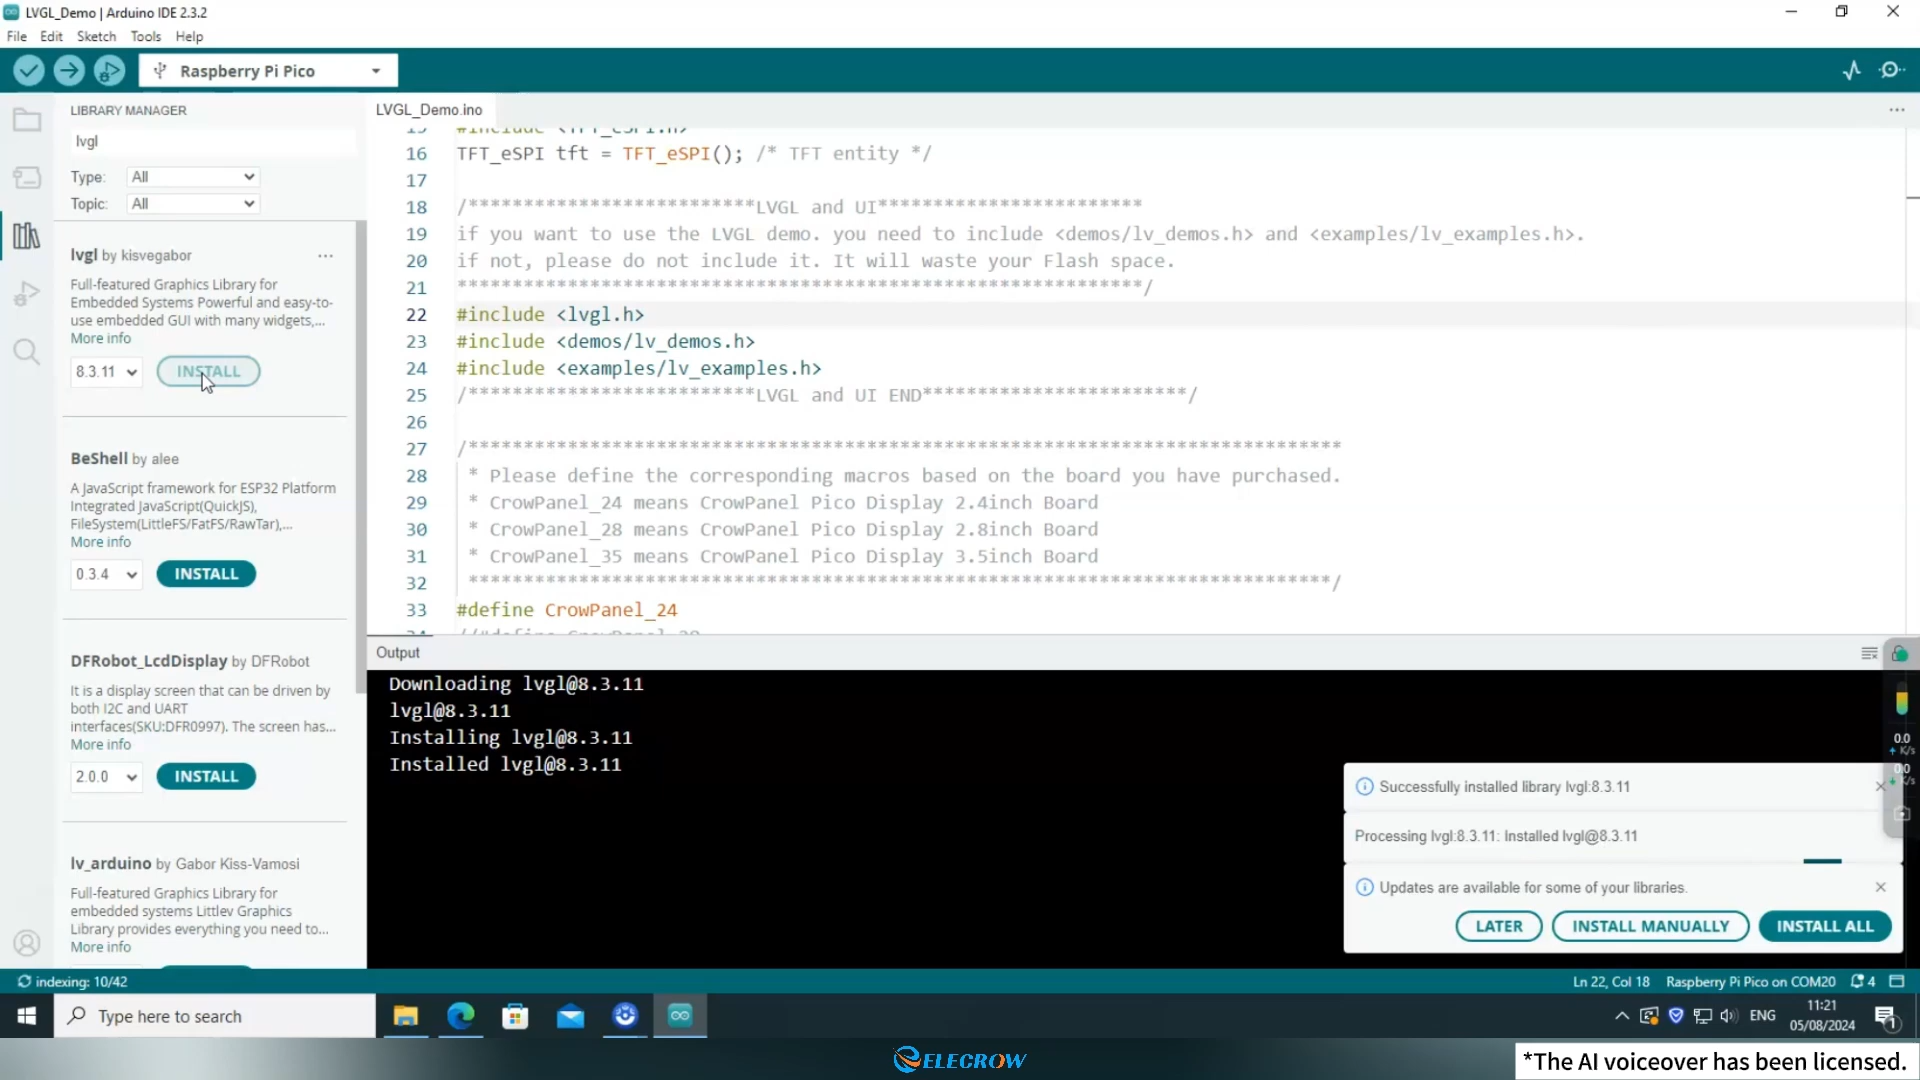 LVGL_Demo | Arduino IDE 2.3.2
File Edit Sketch Tools Help
Raspberry Pi Pico
LIBRARY MANAGER
lvgl
Type: All
Topic: All
lvgl by kisvegabor
Full-featured Graphics Library for
Embedded Systems Powerful and easy-to-
use embedded GUI with many widgets,...
More info
8.3.11 INSTALL
BeShell by alee
A JavaScript framework for ESP32 Platform
Integrated JavaScript(QuickJS),
FileSystem(LittleFS/FatFS/RawTar),...
More info
0.3.4 INSTALL
DFRobot_LcdDisplay by DFRobot
It is a display screen that can be driven by
both I2C and UART
interfaces(SKU:DFR0997). The screen has...
More info
2.0.0 INSTALL
lv_arduino by Gabor Kiss-Vamosi
Full-featured Graphics Library for
embedded systems Littlev Graphics
Library provides everything you need to...
More info
LVGL_Demo.ino
15 #include <TFT_eSPI.h>
16 TFT_eSPI tft = TFT_eSPI(); /* TFT entity */
17
18 /**************************LVGL and UI************************
19 if you want to use the LVGL demo. you need to include <demos/lv_demos.h> and <examples/lv_examples.h>.
20 if not, please do not include it. It will waste your Flash space.
21 **************************************************************/
22 #include <lvgl.h>
23 #include <demos/lv_demos.h>
24 #include <examples/lv_examples.h>
25 /**************************LVGL and UI END************************/
26
27 /*******************************************************************************
28 * Please define the corresponding macros based on the board you have purchased.
29 * CrowPanel_24 means CrowPanel Pico Display 2.4inch Board
30 * CrowPanel_28 means CrowPanel Pico Display 2.8inch Board
31 * CrowPanel_35 means CrowPanel Pico Display 3.5inch Board
32 ******************************************************************************/
33 #define CrowPanel_24
34 //#define CrowPanel_28
Output
Downloading lvgl@8.3.11
lvgl@8.3.11
Installing lvgl@8.3.11
Installed lvgl@8.3.11
0.0
K/s
0.0
K/s
Successfully installed library lvgl:8.3.11
Processing lvgl:8.3.11: Installed lvgl@8.3.11
Updates are available for some of your libraries.
LATER INSTALL MANUALLY INSTALL ALL
indexing: 10/42 Ln 22, Col 18 Raspberry Pi Pico on COM20 4
Type here to search
ENG 11:21
05/08/2024
1
ELECROW
*The AI voiceover has been licensed.